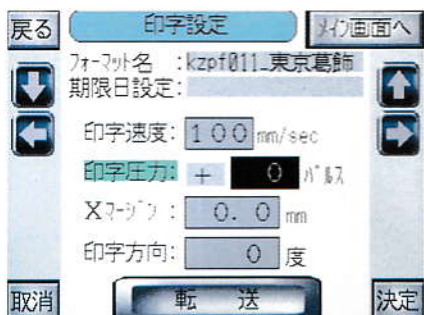 戻る 印字設定 ﾒｲﾝ画面へ
ﾌｫｰﾏｯﾄ名 :kzpf011_東京葛飾
期限日設定:
印字速度: 100 mm/sec
印字圧力: + 0 ﾊﾟﾙｽ
Xﾏｰｼﾞﾝ : 0.0 mm
印字方向: 0 度
取消 転送 決定